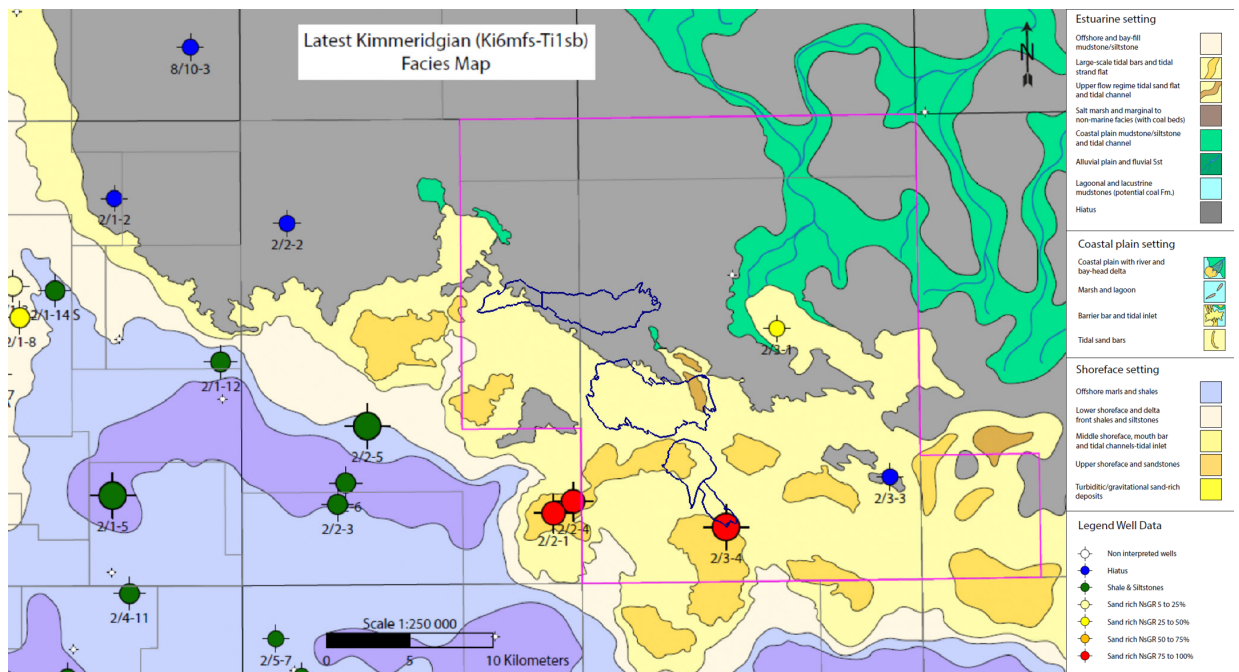 Latest Kimmeridgian (Ki6mfs-Ti1sb)
Facies Map
8/10-3
2/1-2
2/2-2
2/1-14 S
2/1-8
2/1-12
2/3-1
2/2-5
2/1-5
2/2-3
2/2-4
2/2-1
2/3-3
2/3-4
2/4-11
2/5-7
Scale 1:250 000
0
5
10 Kilometers
N
Estuarine setting
Offshore and bay-fill
mudstone/siltstone
Large-scale tidal bars and tidal
strand flat
Upper flow regime tidal sand flat
and tidal channel
Salt marsh and marginal to
non-marine facies (with coal beds)
Coastal plain mudstone/siltstone
and tidal channel
Alluvial plain and fluvial Sst
Lagoonal and lacustrine
mudstones (potential coal Fm.)
Hiatus
Coastal plain setting
Coastal plain with river and
bay-head delta
Marsh and lagoon
Barrier bar and tidal inlet
Tidal sand bars
Shoreface setting
Offshore marls and shales
Lower shoreface and delta
front shales and siltstones
Middle shoreface, mouth bar
and tidal channels-tidal inlet
Upper shoreface and sandstones
Turbiditic/gravitational sand-rich
deposits
Legend Well Data
Non interpreted wells
Hiatus
Shale & Siltstones
Sand rich NsGR 5 to 25%
Sand rich NsGR 25 to 50%
Sand rich NsGR 50 to 75%
Sand rich NsGR 75 to 100%